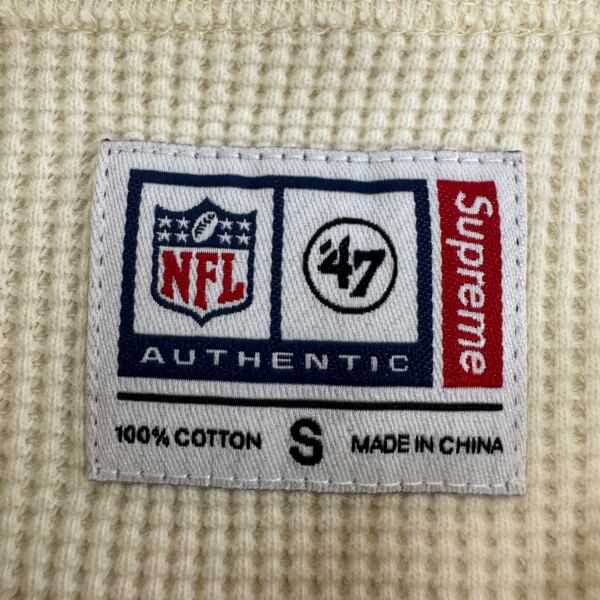 NFL
'47
Supreme
AUTHENTIC
100% COTTON S MADE IN CHINA